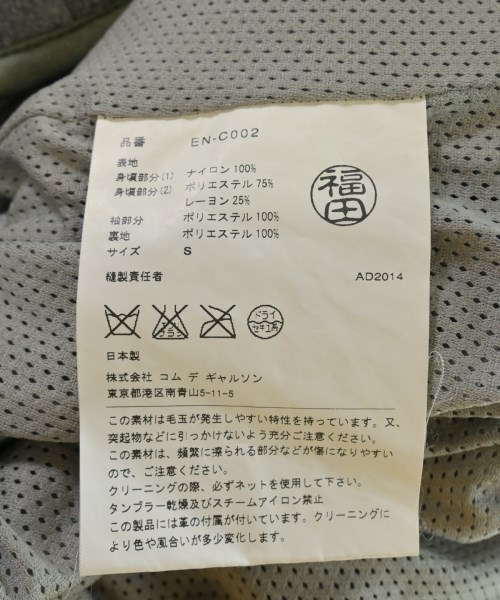 品番 EN-C002
表地
身頃部分(1) ナイロン100%
身頃部分(2) ポリエステル 75%
レーヨン 25%
袖部分 ポリエステル 100%
裏地 ポリエステル 100%
サイズ S
福田
縫製責任者 AD2014
ドライ
セキユ系
日本製
株式会社 コム デ ギャルソン
東京都港区南青山5-11-5
この素材は毛玉が発生しやすい特性を持っています。又、
突起物などに引っかけないよう充分ご注意ください。
この素材は、頻繁に擦られる部分などが傷になりやすい
ので、ご注意ください。
クリーニングの際、必ずネットを使用して下さい。
タンブラー乾燥及びスチームアイロン禁止
この製品には革の付属が付いています。クリーニングに
より色や風合いが多少変化します。